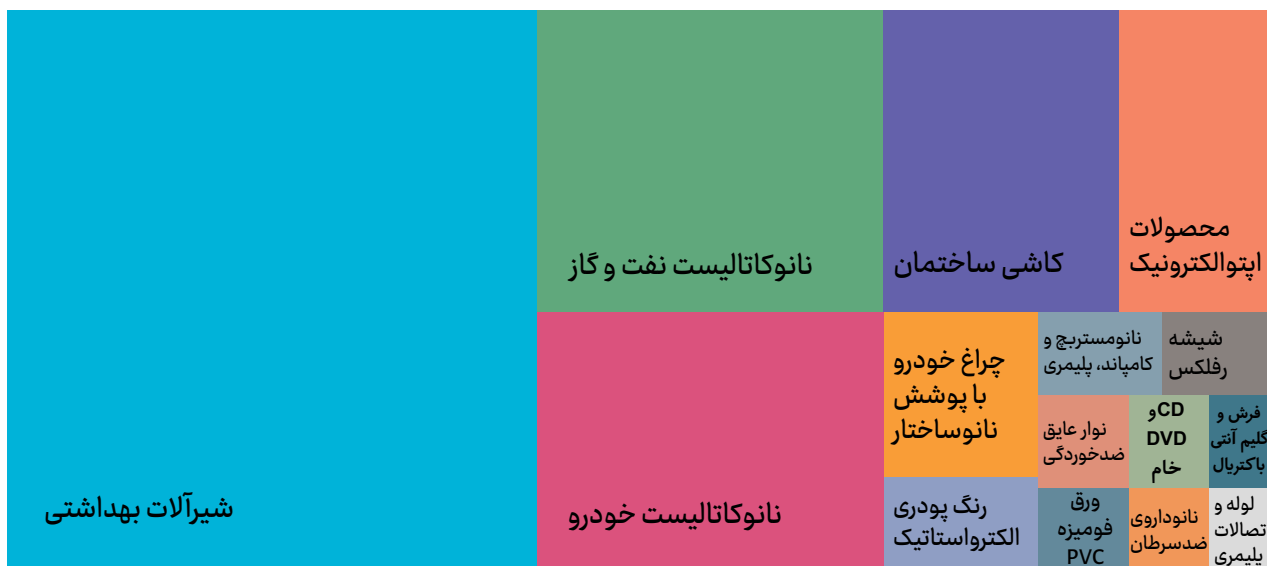 شیرآلات بهداشتی
نانوکاتالیست نفت و گاز
نانوکاتالیست خودرو
کاشی ساختمان
محصولات
اپتوالکترونیک
چراغ خودرو
با پوشش
نانوساختار
رنگ پودری
الکترواستاتیک
نانومستربچ و
کامپاند، پلیمری
شیشه
رفلکس
نوار عایق
ضدخوردگی
CDو
DVD
خام
فرش و
گلیم آنتی
باکتریال
ورق
فومیزه
PVC
نانوداروی
ضدسرطان
لوله و
تصالات
پلیمری